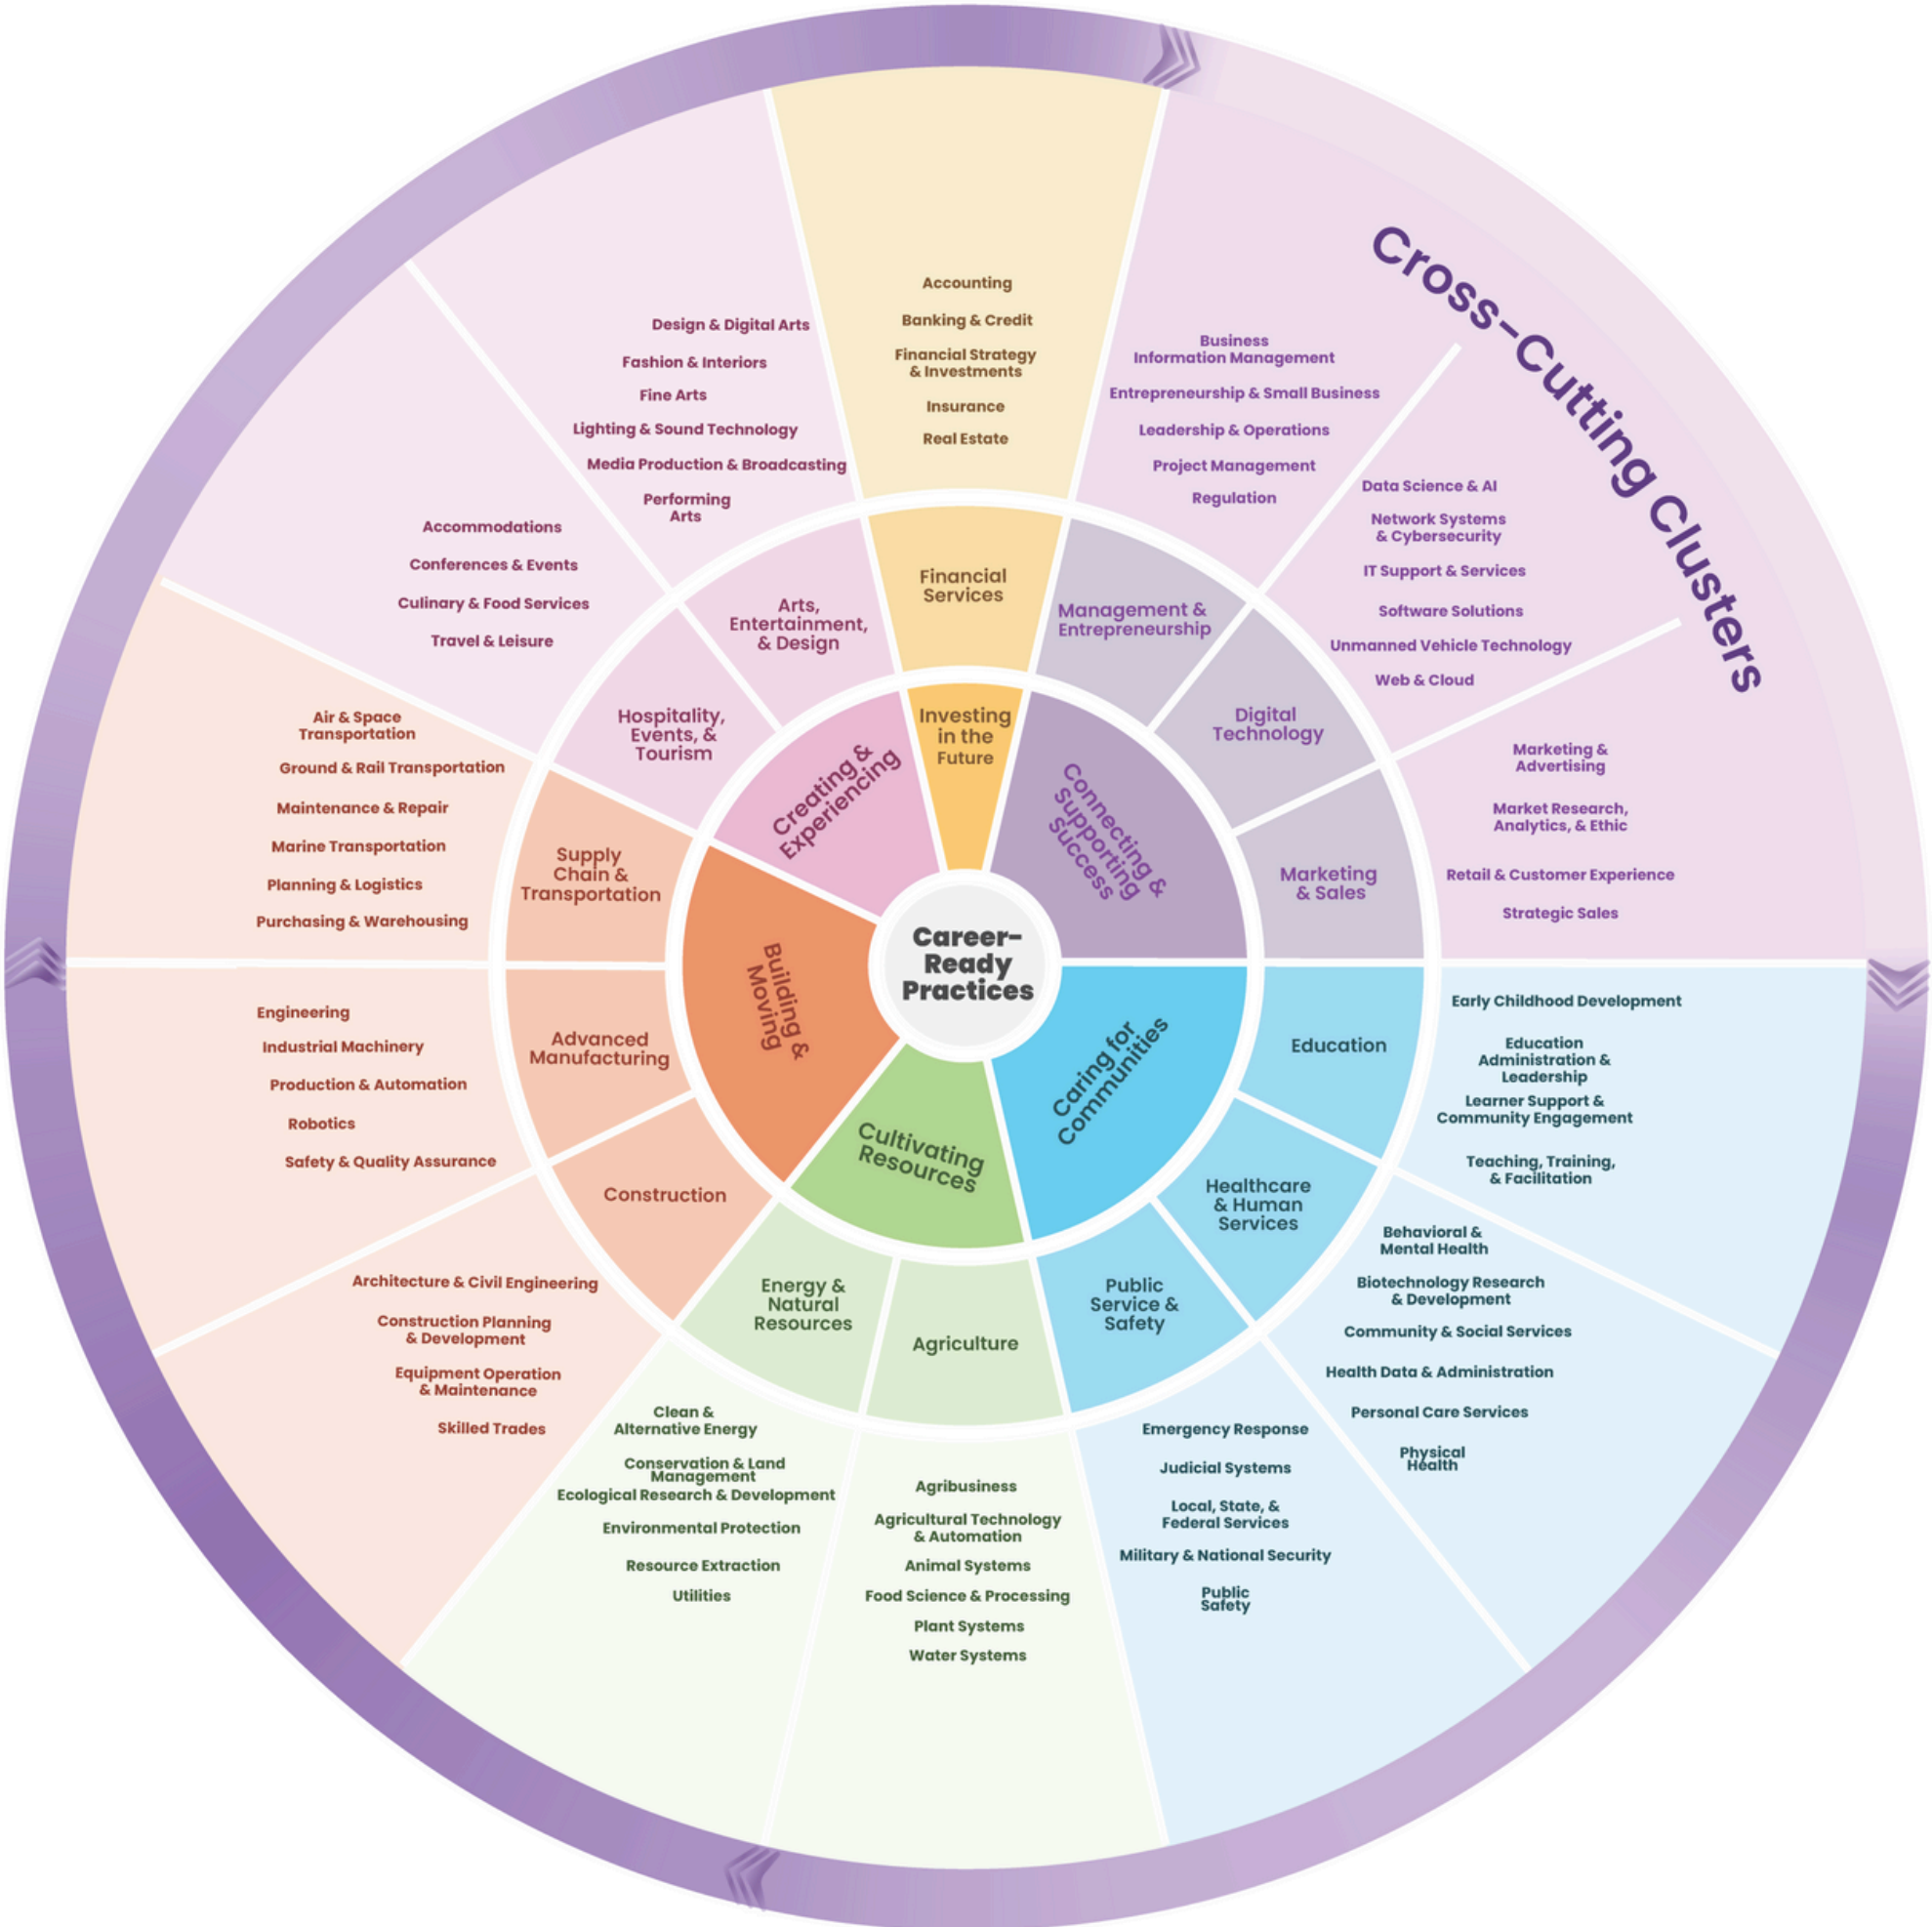 Career-
Ready
Practices
Investing
in the
Future
Financial
Services
Accounting
Banking & Credit
Financial Strategy
& Investments
Insurance
Real Estate
Cross-Cutting Clusters
Connecting &
Supporting
Success
Management &
Entrepreneurship
Business
Information Management
Entrepreneurship & Small Business
Leadership & Operations
Project Management
Regulation
Digital
Technology
Data Science & AI
Network Systems
& Cybersecurity
IT Support & Services
Software Solutions
Unmanned Vehicle Technology
Web & Cloud
Marketing
& Sales
Marketing &
Advertising
Market Research,
Analytics, & Ethic
Retail & Customer Experience
Strategic Sales
Caring for
Communities
Education
Early Childhood Development
Education
Administration &
Leadership
Learner Support &
Community Engagement
Teaching, Training,
& Facilitation
Healthcare
& Human
Services
Behavioral &
Mental Health
Biotechnology Research
& Development
Community & Social Services
Health Data & Administration
Personal Care Services
Physical
Health
Public
Service &
Safety
Emergency Response
Judicial Systems
Local, State, &
Federal Services
Military & National Security
Public
Safety
Cultivating
Resources
Agriculture
Agribusiness
Agricultural Technology
& Automation
Animal Systems
Food Science & Processing
Plant Systems
Water Systems
Energy &
Natural
Resources
Clean &
Alternative Energy
Conservation & Land
Management
Ecological Research & Development
Environmental Protection
Resource Extraction
Utilities
Building &
Moving
Construction
Architecture & Civil Engineering
Construction Planning
& Development
Equipment Operation
& Maintenance
Skilled Trades
Advanced
Manufacturing
Engineering
Industrial Machinery
Production & Automation
Robotics
Safety & Quality Assurance
Supply
Chain &
Transportation
Air & Space
Transportation
Ground & Rail Transportation
Maintenance & Repair
Marine Transportation
Planning & Logistics
Purchasing & Warehousing
Creating &
Experiencing
Hospitality,
Events, &
Tourism
Accommodations
Conferences & Events
Culinary & Food Services
Travel & Leisure
Arts,
Entertainment,
& Design
Design & Digital Arts
Fashion & Interiors
Fine Arts
Lighting & Sound Technology
Media Production & Broadcasting
Performing
Arts